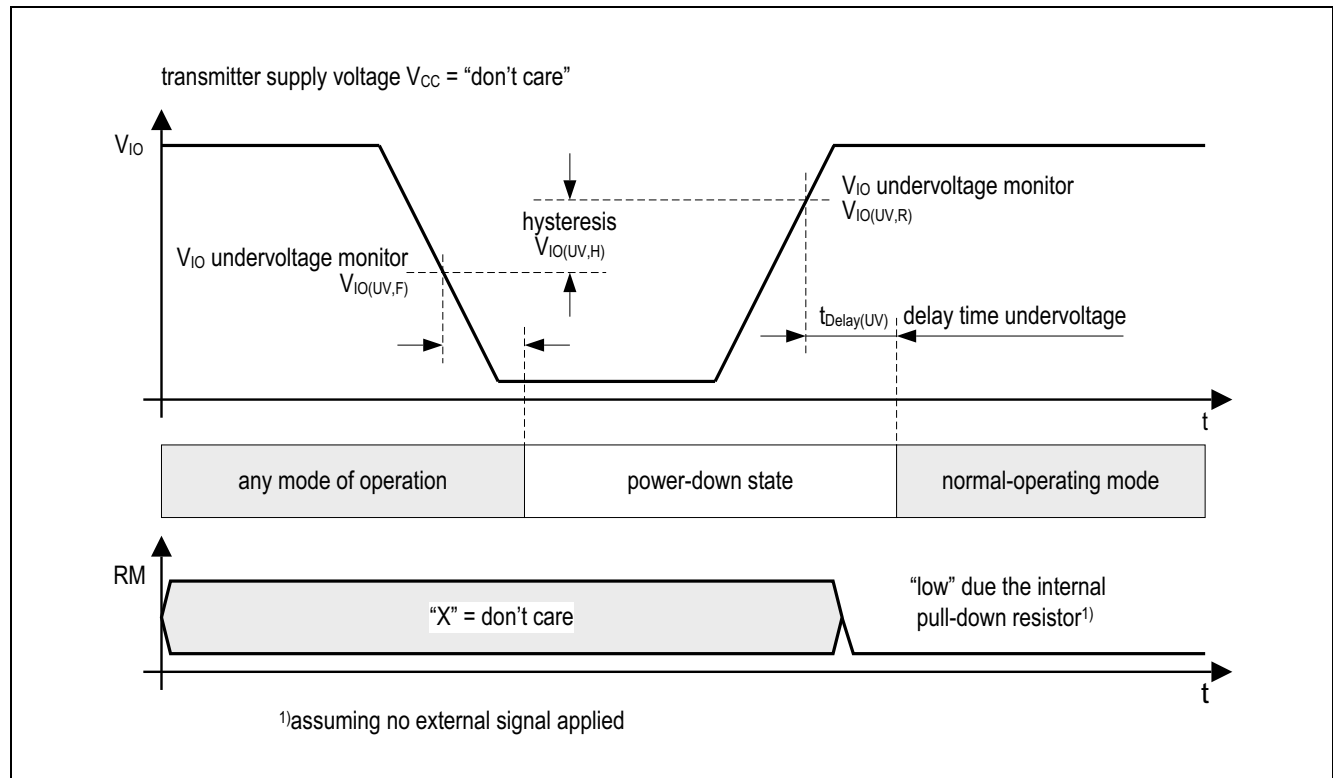 transmitter supply voltage VCC = “don’t care”
VIO
VIO undervoltage monitor
VIO(UV,F)
hysteresis
VIO(UV,H)
VIO undervoltage monitor
VIO(UV,R)
tDelay(UV) delay time undervoltage
t
any mode of operation
power-down state
normal-operating mode
RM
“X” = don’t care
“low” due the internal
pull-down resistor1)
t
1)assuming no external signal applied